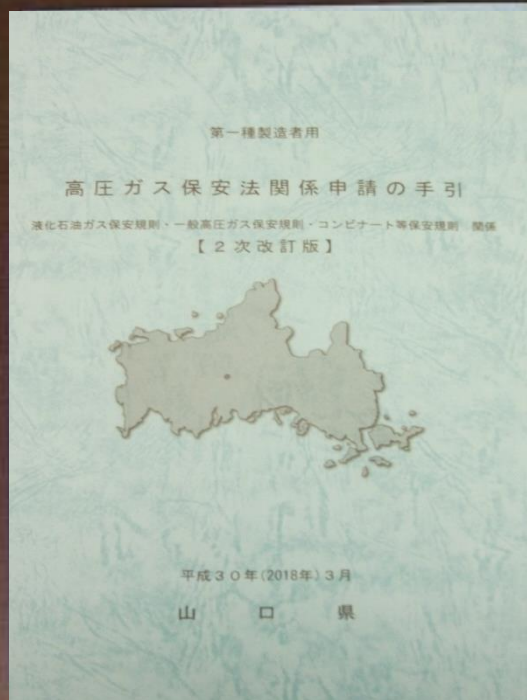 第一種製造者用
高圧ガス保安法関係申請の手引
液化石油ガス保安規則・一般高圧ガス保安規則・コンビナート等保安規則 関係
【２次改訂版】
平成３０年(2018年)３月
山口県